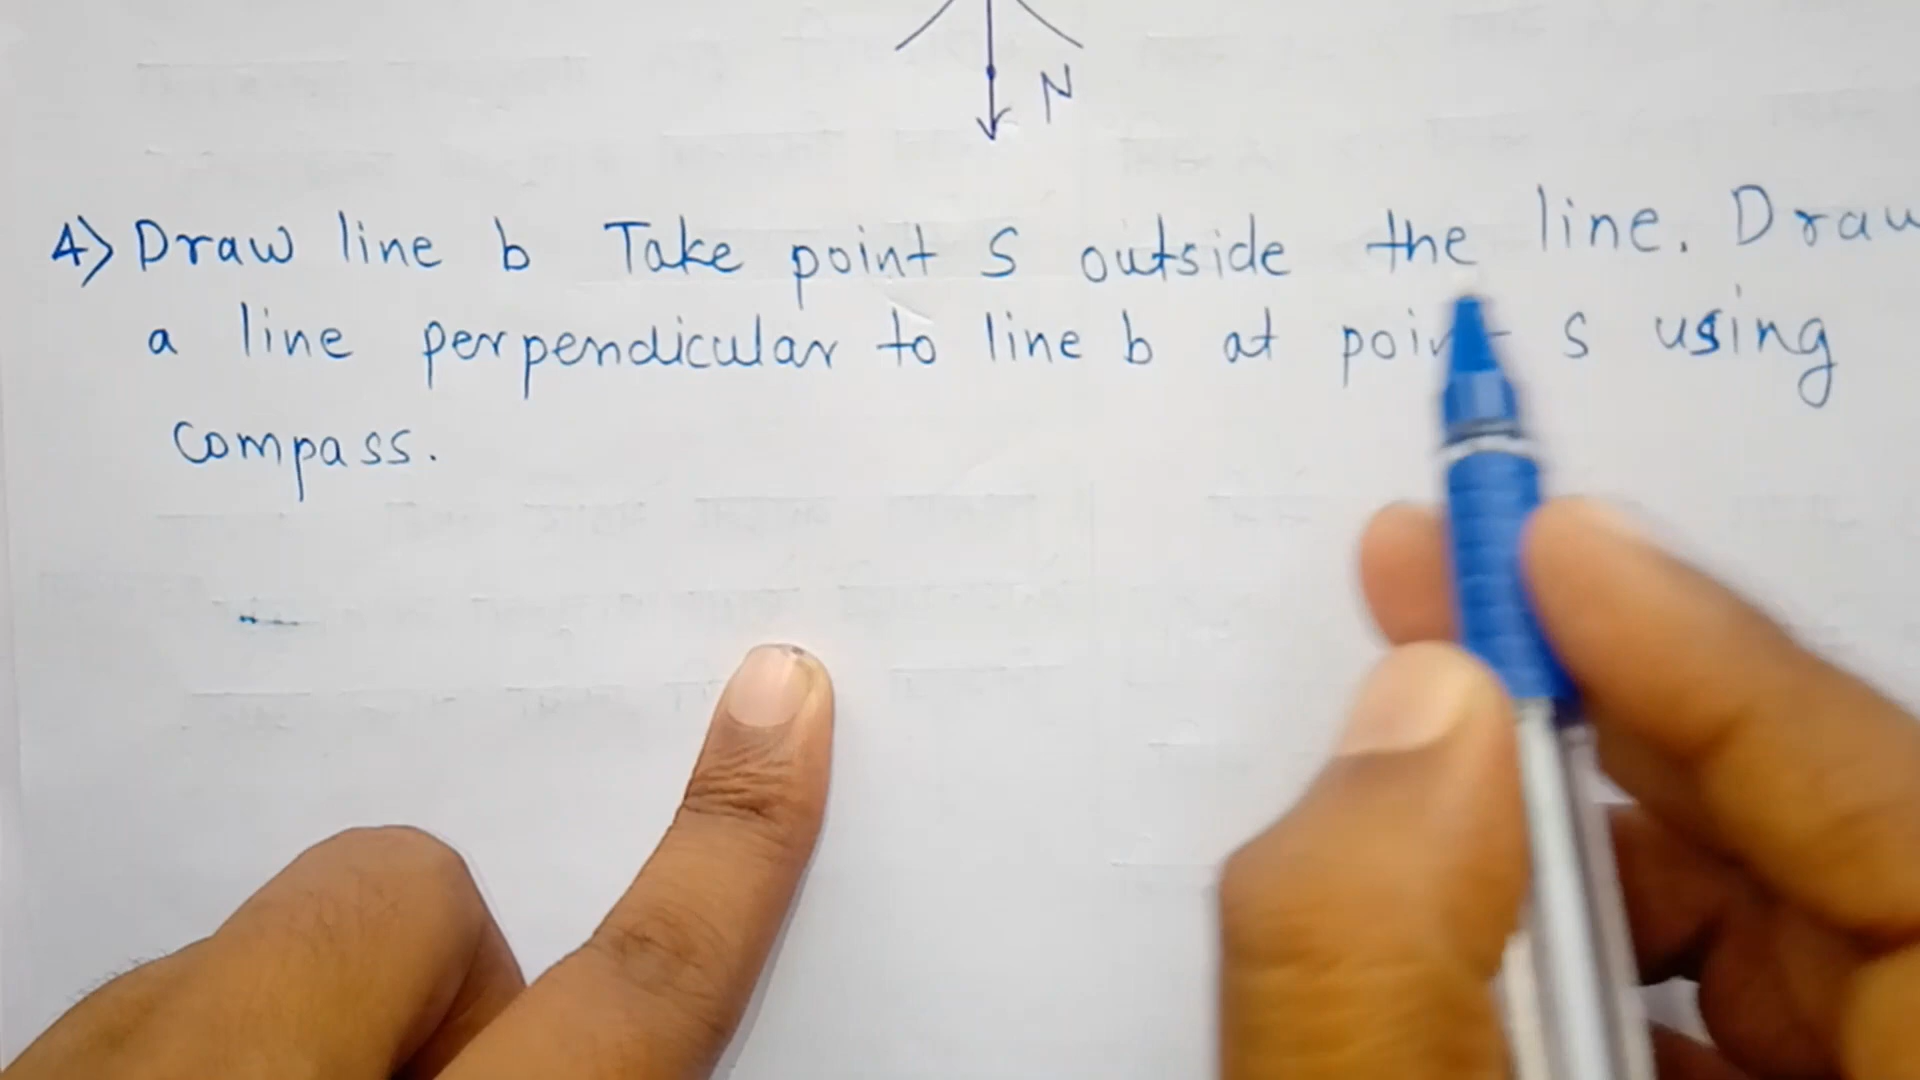 N
4) Draw line b Take point S outside the line. Draw
a line perpendicular to line b at point S using
compass.